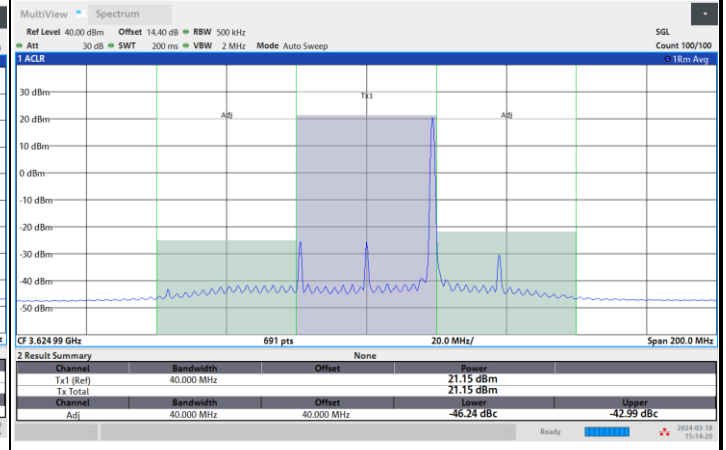 MultiView Spectrum
Ref Level 40.00 dBm Offset 14.40 dB RBW 500 kHz SGL
Att 30 dB SWT 200 ms VBW 2 MHz Mode Auto Sweep Count 100/100
1 ACLR 1Rm Avg
30 dBm
Tx1
20 dBm Adj Adj
10 dBm
0 dBm
-10 dBm
-20 dBm
-30 dBm
-40 dBm
-50 dBm
CF 3.624 99 GHz 691 pts 20.0 MHz/ Span 200.0 MHz
2 Result Summary None
Channel Bandwidth Offset Power
Tx1 (Ref) 40.000 MHz 21.15 dBm
Tx Total 21.15 dBm
Channel Bandwidth Offset Lower Upper
Adj 40.000 MHz 40.000 MHz -46.24 dBc -42.99 dBc
Ready 2024-03-18
15:14:20